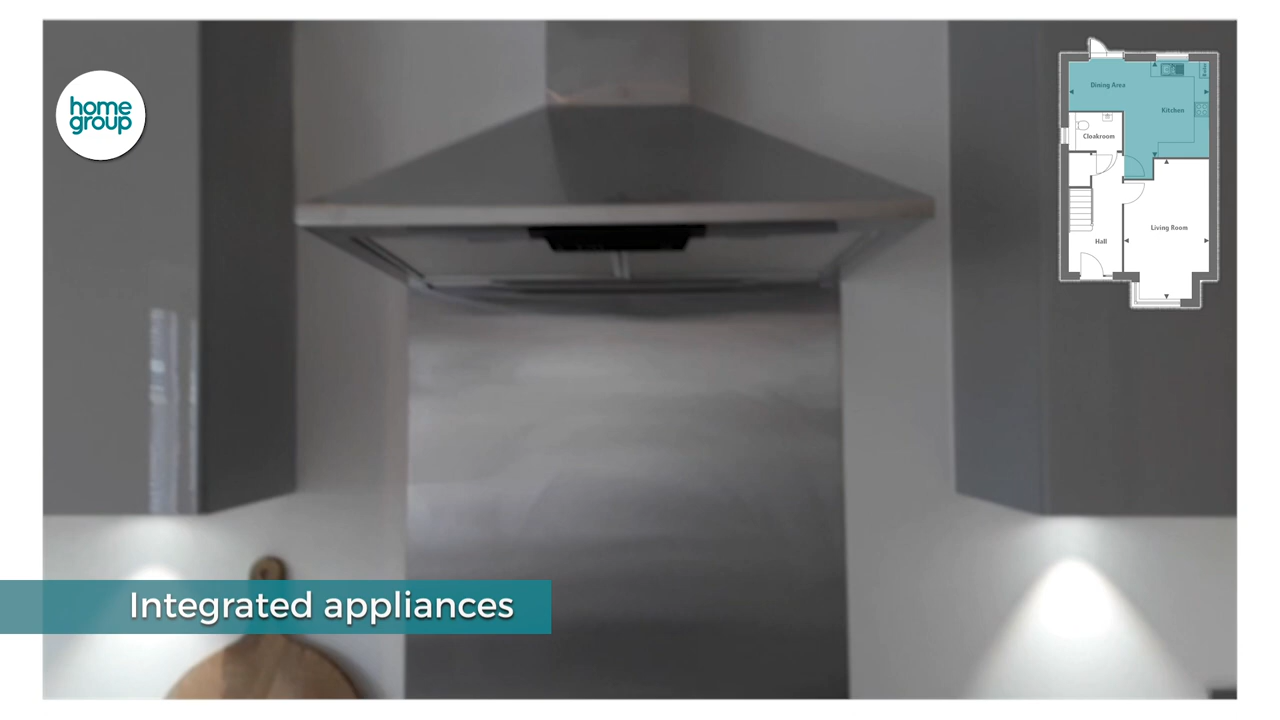 home
group
Dining Area
Kitchen
Cloakroom
Living Room
Hall
Integrated appliances